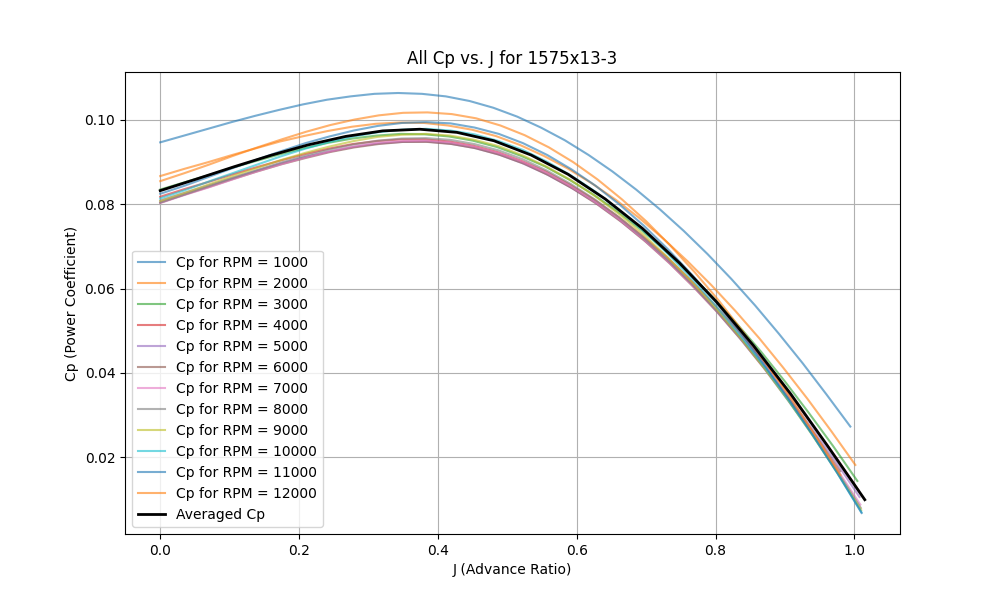 All Cp vs. J for 1575x13-3
Cp (Power Coefficient)
0.10
0.08
0.06
0.04
0.02
Cp for RPM = 1000
Cp for RPM = 2000
Cp for RPM = 3000
Cp for RPM = 4000
Cp for RPM = 5000
Cp for RPM = 6000
Cp for RPM = 7000
Cp for RPM = 8000
Cp for RPM = 9000
Cp for RPM = 10000
Cp for RPM = 11000
Cp for RPM = 12000
Averaged Cp
0.0 0.2 0.4 0.6 0.8 1.0
J (Advance Ratio)